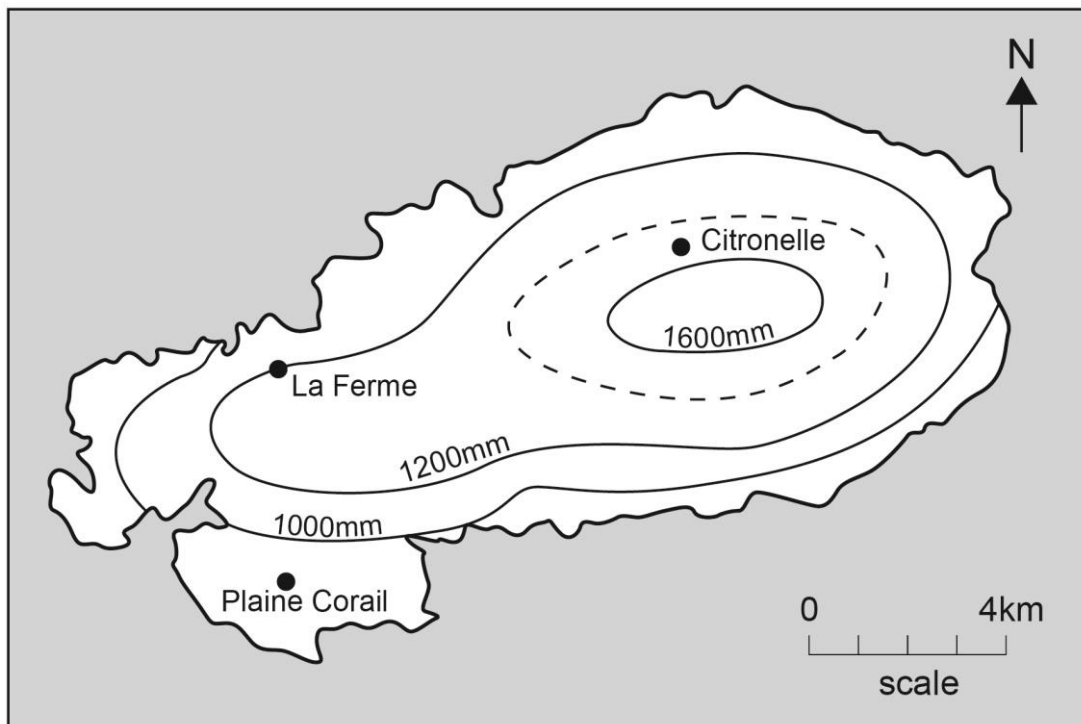 N
Citronelle
1600mm
La Ferme
1200mm
1000mm
Plaine Corail
0 4km
scale